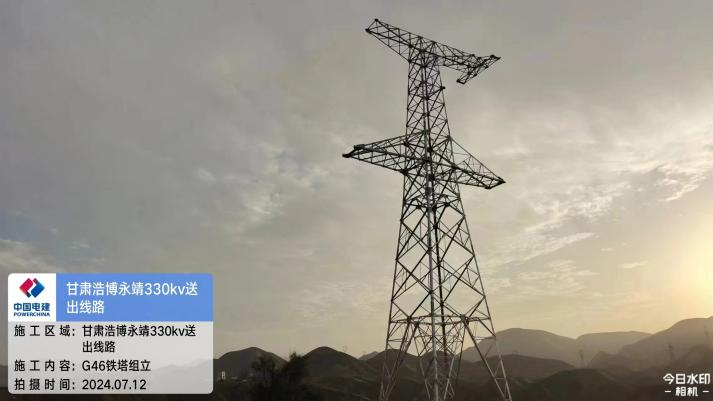 中国电建
POWERCHINA
甘肃浩博永靖330kv送
出线路
施工区域：甘肃浩博永靖330kv送
出线路
施工内容：G46铁塔组立
拍摄时间：2024.07.12
今日水印
- 相机 -